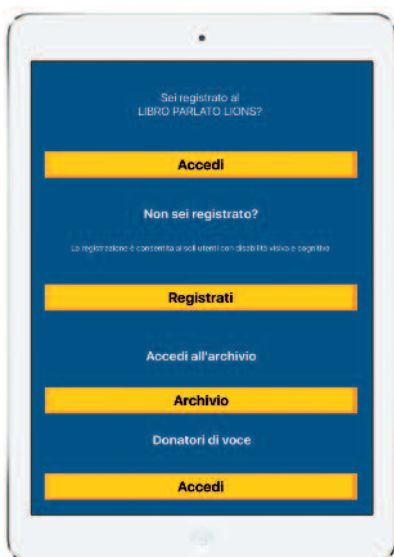 Sei registrato al
LIBRO PARLATO LIONS?
Accedi
Non sei registrato?
La registrazione è consentita ai soli utenti con disabilità visiva e cognitiva
Registrati
Accedi all'archivio
Archivio
Donatori di voce
Accedi